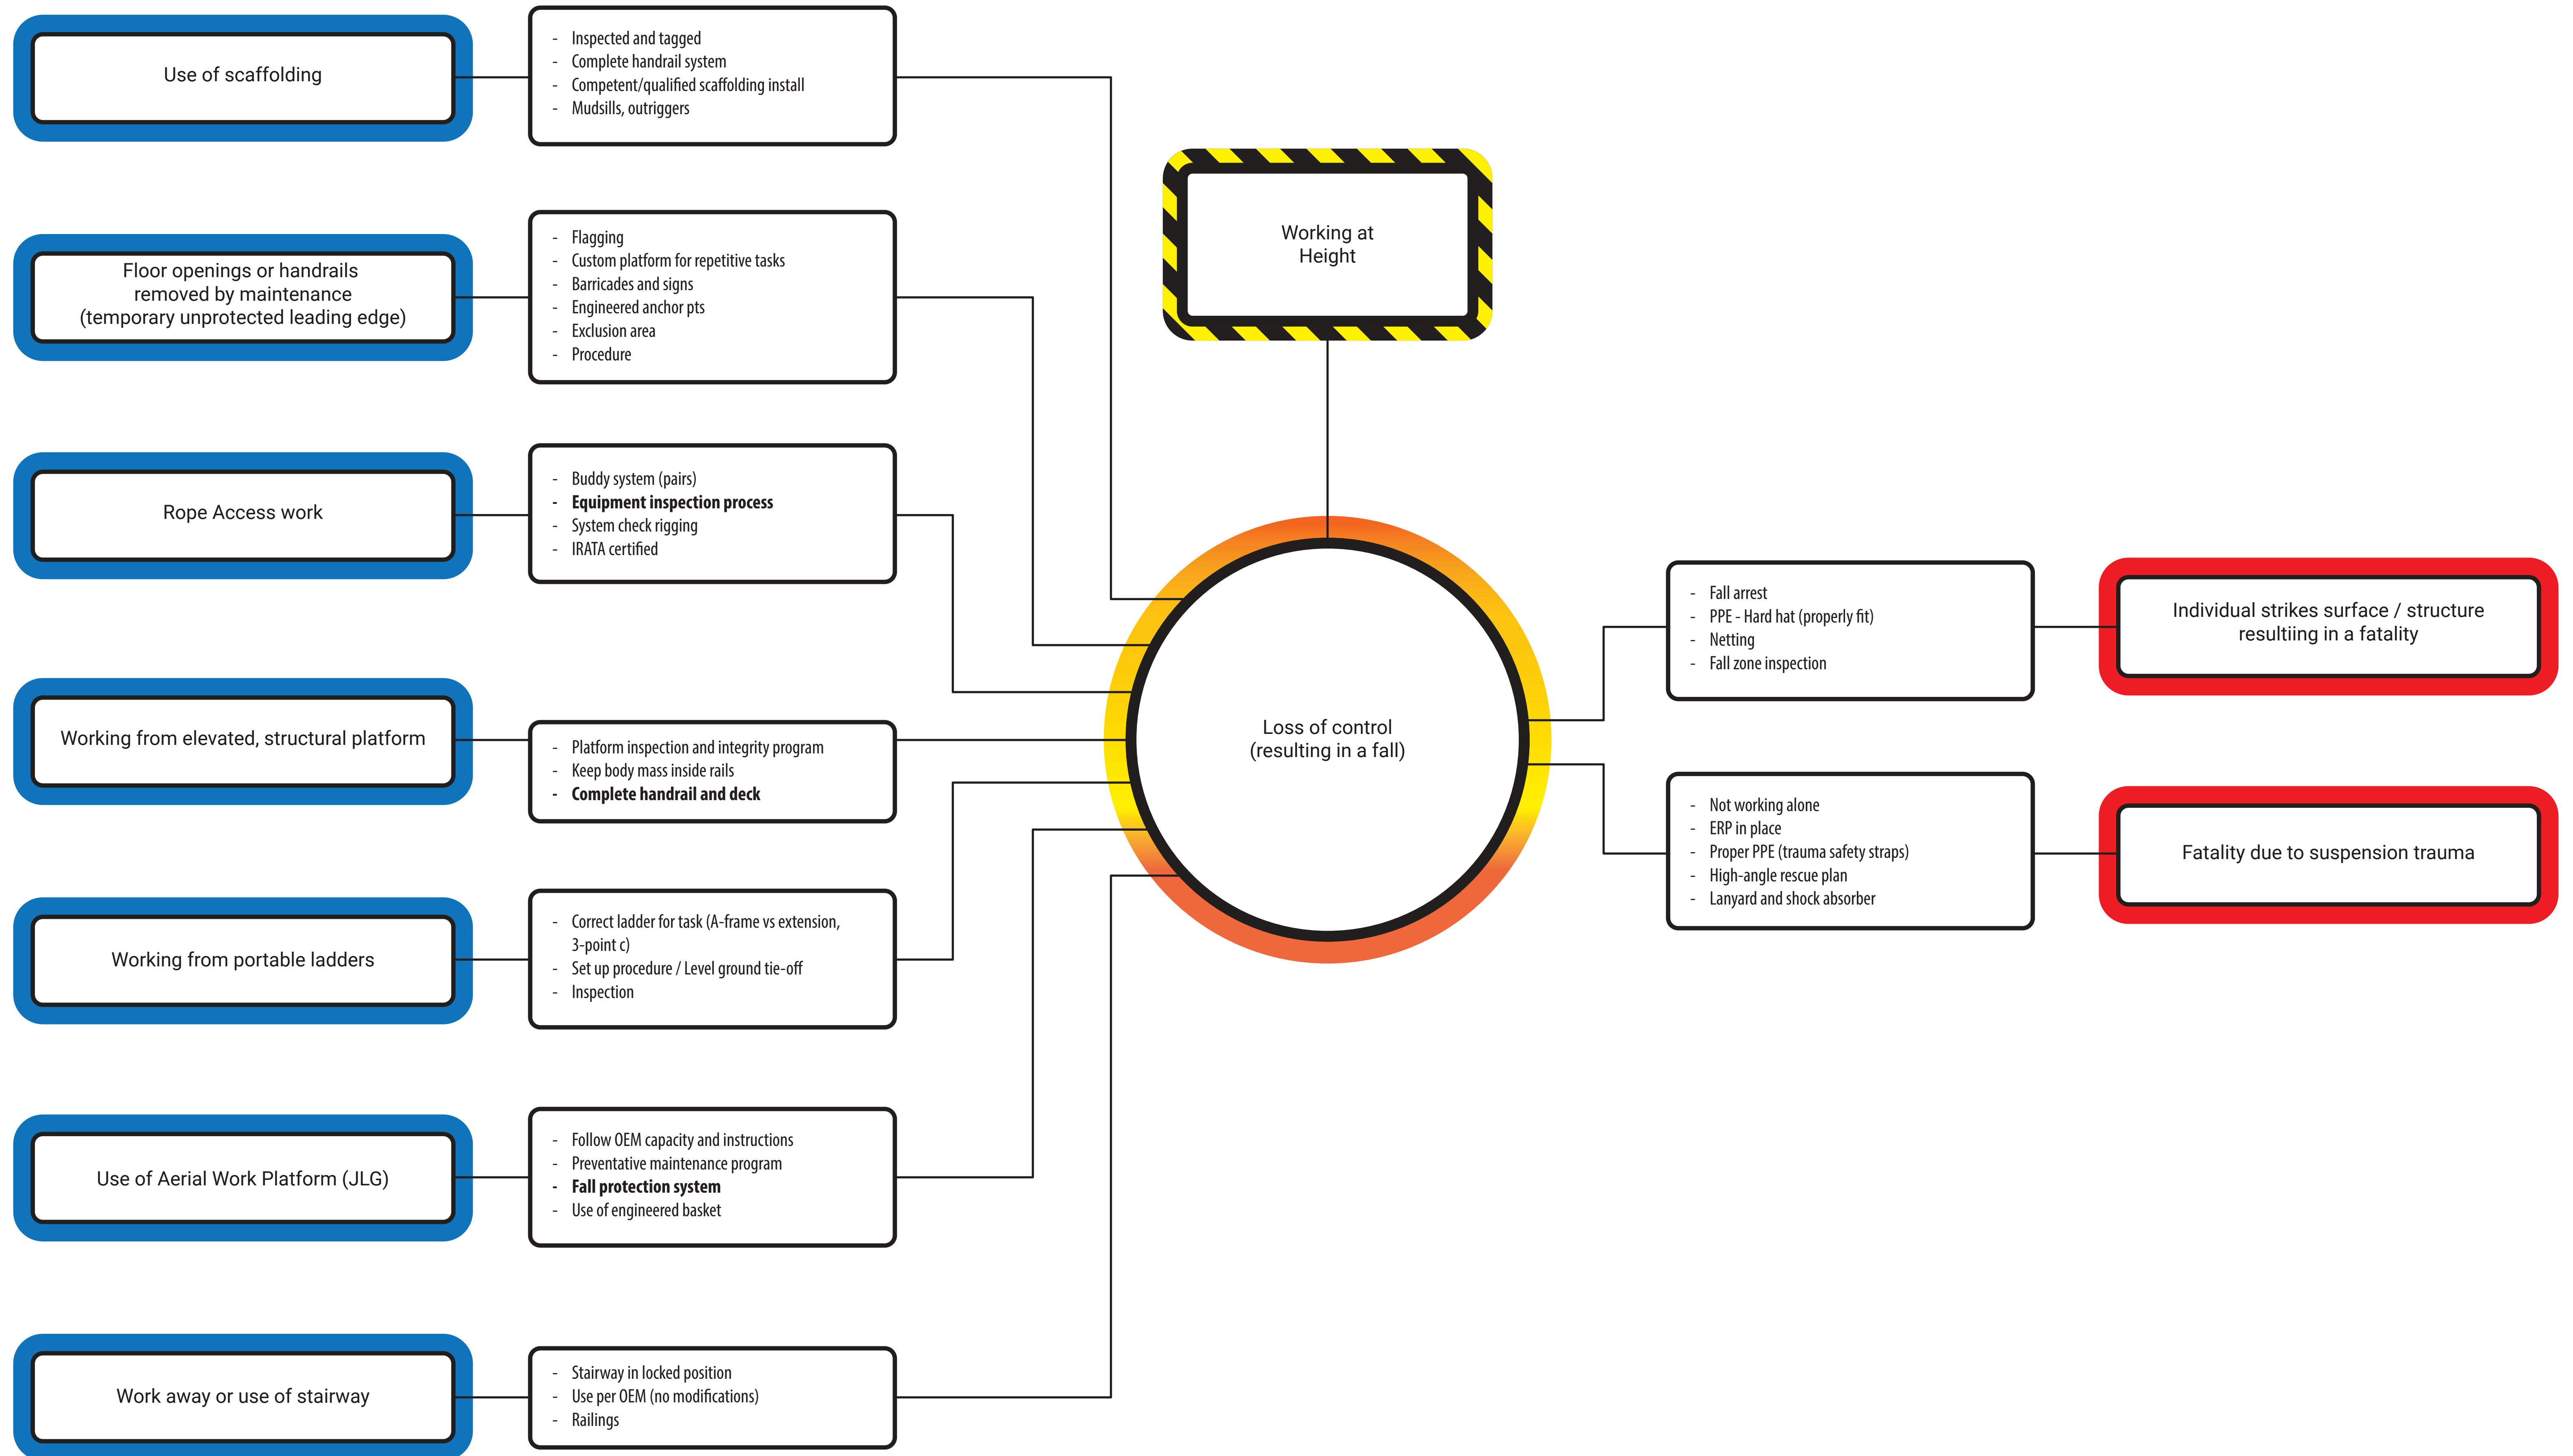 Use of scaffolding
- Inspected and tagged
- Complete handrail system
- Competent/qualified scaffolding install
- Mudsills, outriggers
Floor openings or handrails
removed by maintenance
(temporary unprotected leading edge)
- Flagging
- Custom platform for repetitive tasks
- Barricades and signs
- Engineered anchor pts
- Exclusion area
- Procedure
Rope Access work
- Buddy system (pairs)
- Equipment inspection process
- System check rigging
- IRATA certified
Working from elevated, structural platform
- Platform inspection and integrity program
- Keep body mass inside rails
- Complete handrail and deck
Working from portable ladders
- Correct ladder for task (A-frame vs extension,
3-point c)
- Set up procedure / Level ground tie-off
- Inspection
Use of Aerial Work Platform (JLG)
- Follow OEM capacity and instructions
- Preventative maintenance program
- Fall protection system
- Use of engineered basket
Work away or use of stairway
- Stairway in locked position
- Use per OEM (no modifications)
- Railings
Working at
Height
Loss of control
(resulting in a fall)
- Fall arrest
- PPE - Hard hat (properly fit)
- Netting
- Fall zone inspection
Individual strikes surface / structure
resultiing in a fatality
- Not working alone
- ERP in place
- Proper PPE (trauma safety straps)
- High-angle rescue plan
- Lanyard and shock absorber
Fatality due to suspension trauma